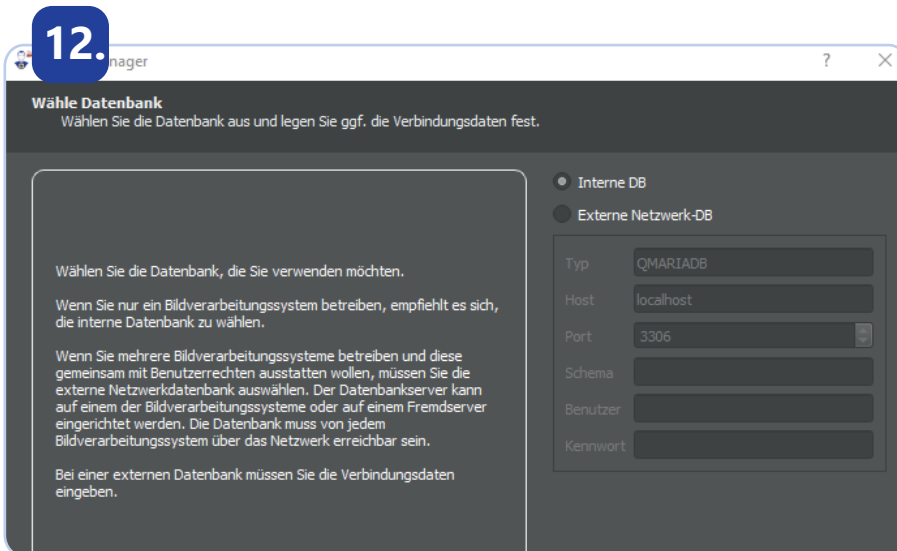 12.
nager
?
Wähle Datenbank
Wählen Sie die Datenbank aus und legen Sie ggf. die Verbindungsdaten fest.
Wählen Sie die Datenbank, die Sie verwenden möchten.
Wenn Sie nur ein Bildverarbeitungssystem betreiben, empfiehlt es sich,
die interne Datenbank zu wählen.
Wenn Sie mehrere Bildverarbeitungssysteme betreiben und diese
gemeinsam mit Benutzerrechten ausstatten wollen, müssen Sie die
externe Netzwerkdatenbank auswählen. Der Datenbankserver kann
auf einem der Bildverarbeitungssysteme oder auf einem Fremdserver
eingerichtet werden. Die Datenbank muss von jedem
Bildverarbeitungssystem über das Netzwerk erreichbar sein.
Bei einer externen Datenbank müssen Sie die Verbindungsdaten
eingeben.
Interne DB
Externe Netzwerk-DB
Typ QMARIADB
Host localhost
Port 3306
Schema
Benutzer
Kennwort